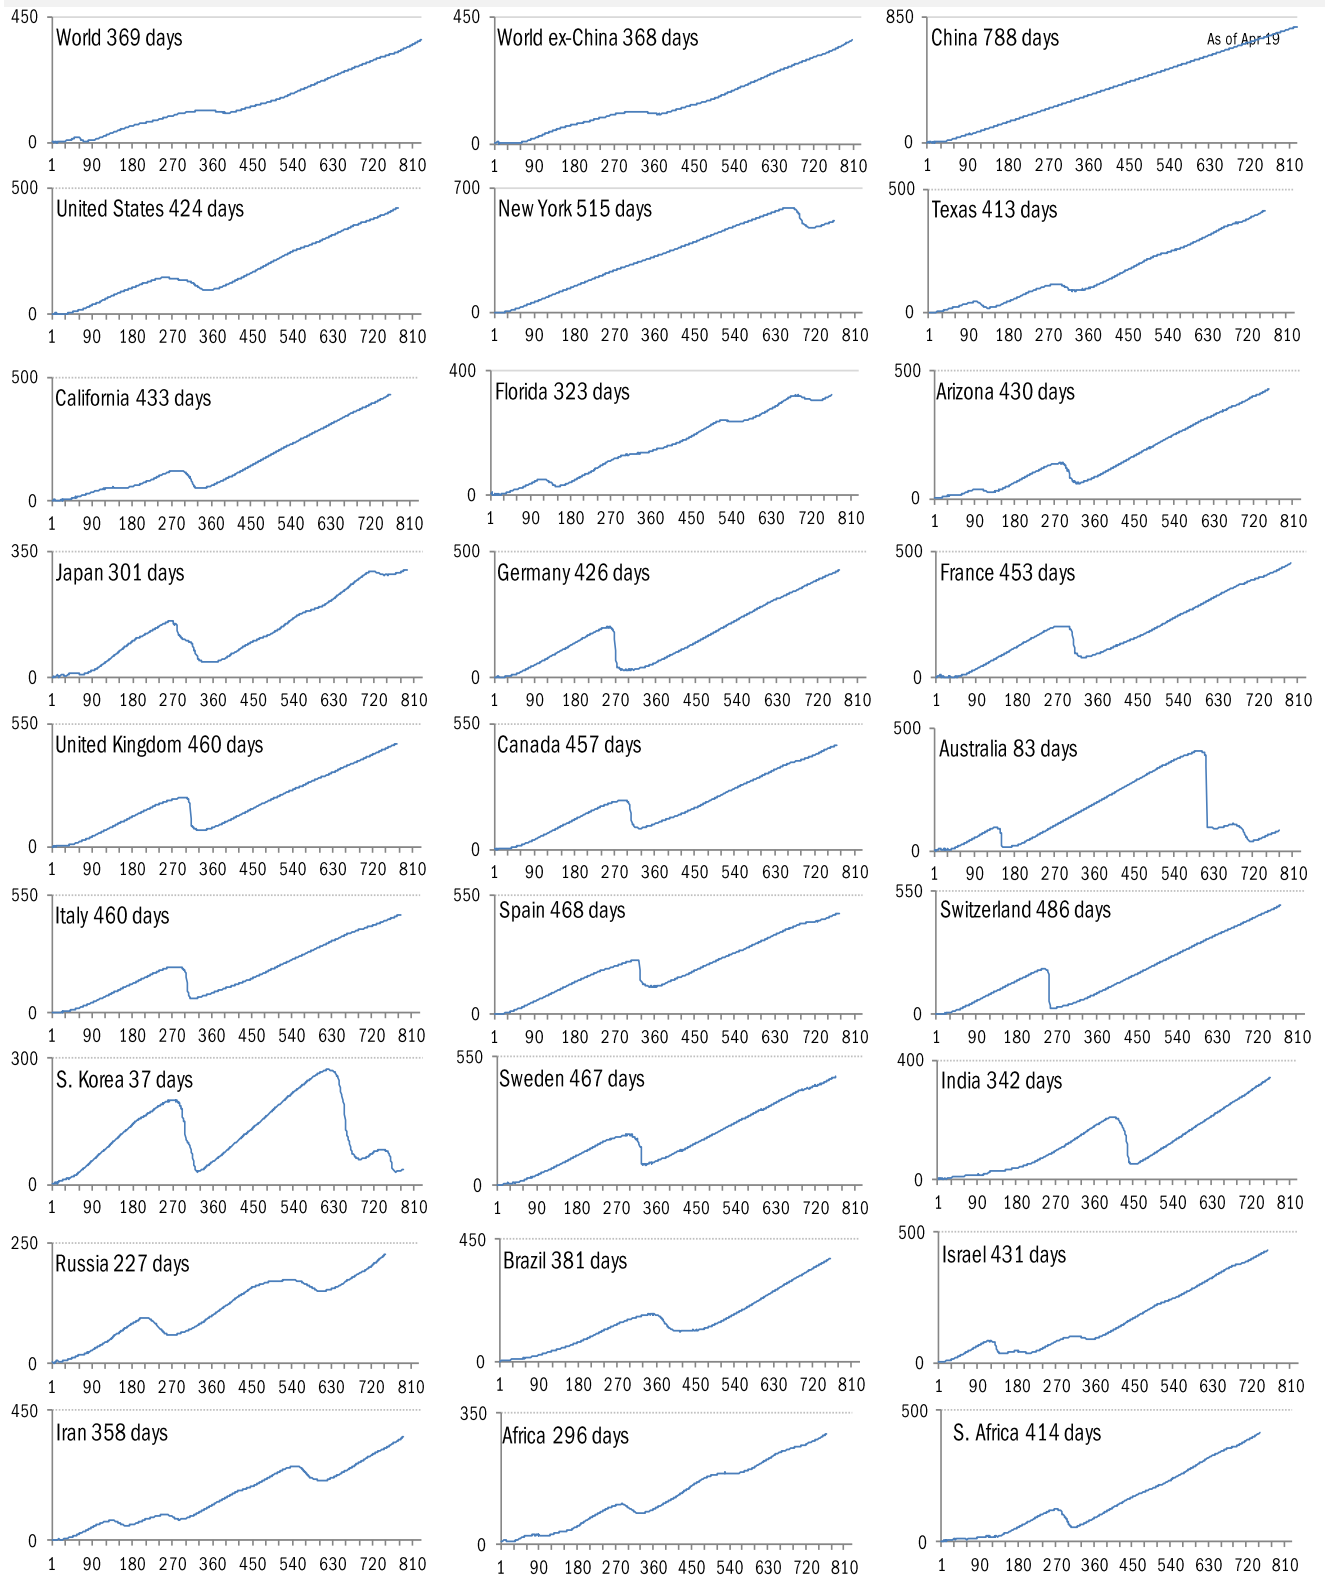 450
World 369 days
0
1 90 180 270 360 450 540 630 720 810
450
World ex-China 368 days
0
1 90 180 270 360 450 540 630 720 810
850
China 788 days
As of Apr 19
0
1 90 180 270 360 450 540 630 720 810
500
United States 424 days
0
1 90 180 270 360 450 540 630 720 810
700
New York 515 days
0
1 90 180 270 360 450 540 630 720 810
500
Texas 413 days
0
1 90 180 270 360 450 540 630 720 810
500
California 433 days
0
1 90 180 270 360 450 540 630 720 810
400
Florida 323 days
0
1 90 180 270 360 450 540 630 720 810
500
Arizona 430 days
0
1 90 180 270 360 450 540 630 720 810
350
Japan 301 days
0
1 90 180 270 360 450 540 630 720 810
500
Germany 426 days
0
1 90 180 270 360 450 540 630 720 810
500
France 453 days
0
1 90 180 270 360 450 540 630 720 810
550
United Kingdom 460 days
0
1 90 180 270 360 450 540 630 720 810
550
Canada 457 days
0
1 90 180 270 360 450 540 630 720 810
500
Australia 83 days
0
1 90 180 270 360 450 540 630 720 810
550
Italy 460 days
0
1 90 180 270 360 450 540 630 720 810
550
Spain 468 days
0
1 90 180 270 360 450 540 630 720 810
550
Switzerland 486 days
0
1 90 180 270 360 450 540 630 720 810
300
S. Korea 37 days
0
1 90 180 270 360 450 540 630 720 810
550
Sweden 467 days
0
1 90 180 270 360 450 540 630 720 810
400
India 342 days
0
1 90 180 270 360 450 540 630 720 810
250
Russia 227 days
0
1 90 180 270 360 450 540 630 720 810
450
Brazil 381 days
0
1 90 180 270 360 450 540 630 720 810
500
Israel 431 days
0
1 90 180 270 360 450 540 630 720 810
450
Iran 358 days
0
1 90 180 270 360 450 540 630 720 810
350
Africa 296 days
0
1 90 180 270 360 450 540 630 720 810
500
S. Africa 414 days
0
1 90 180 270 360 450 540 630 720 810